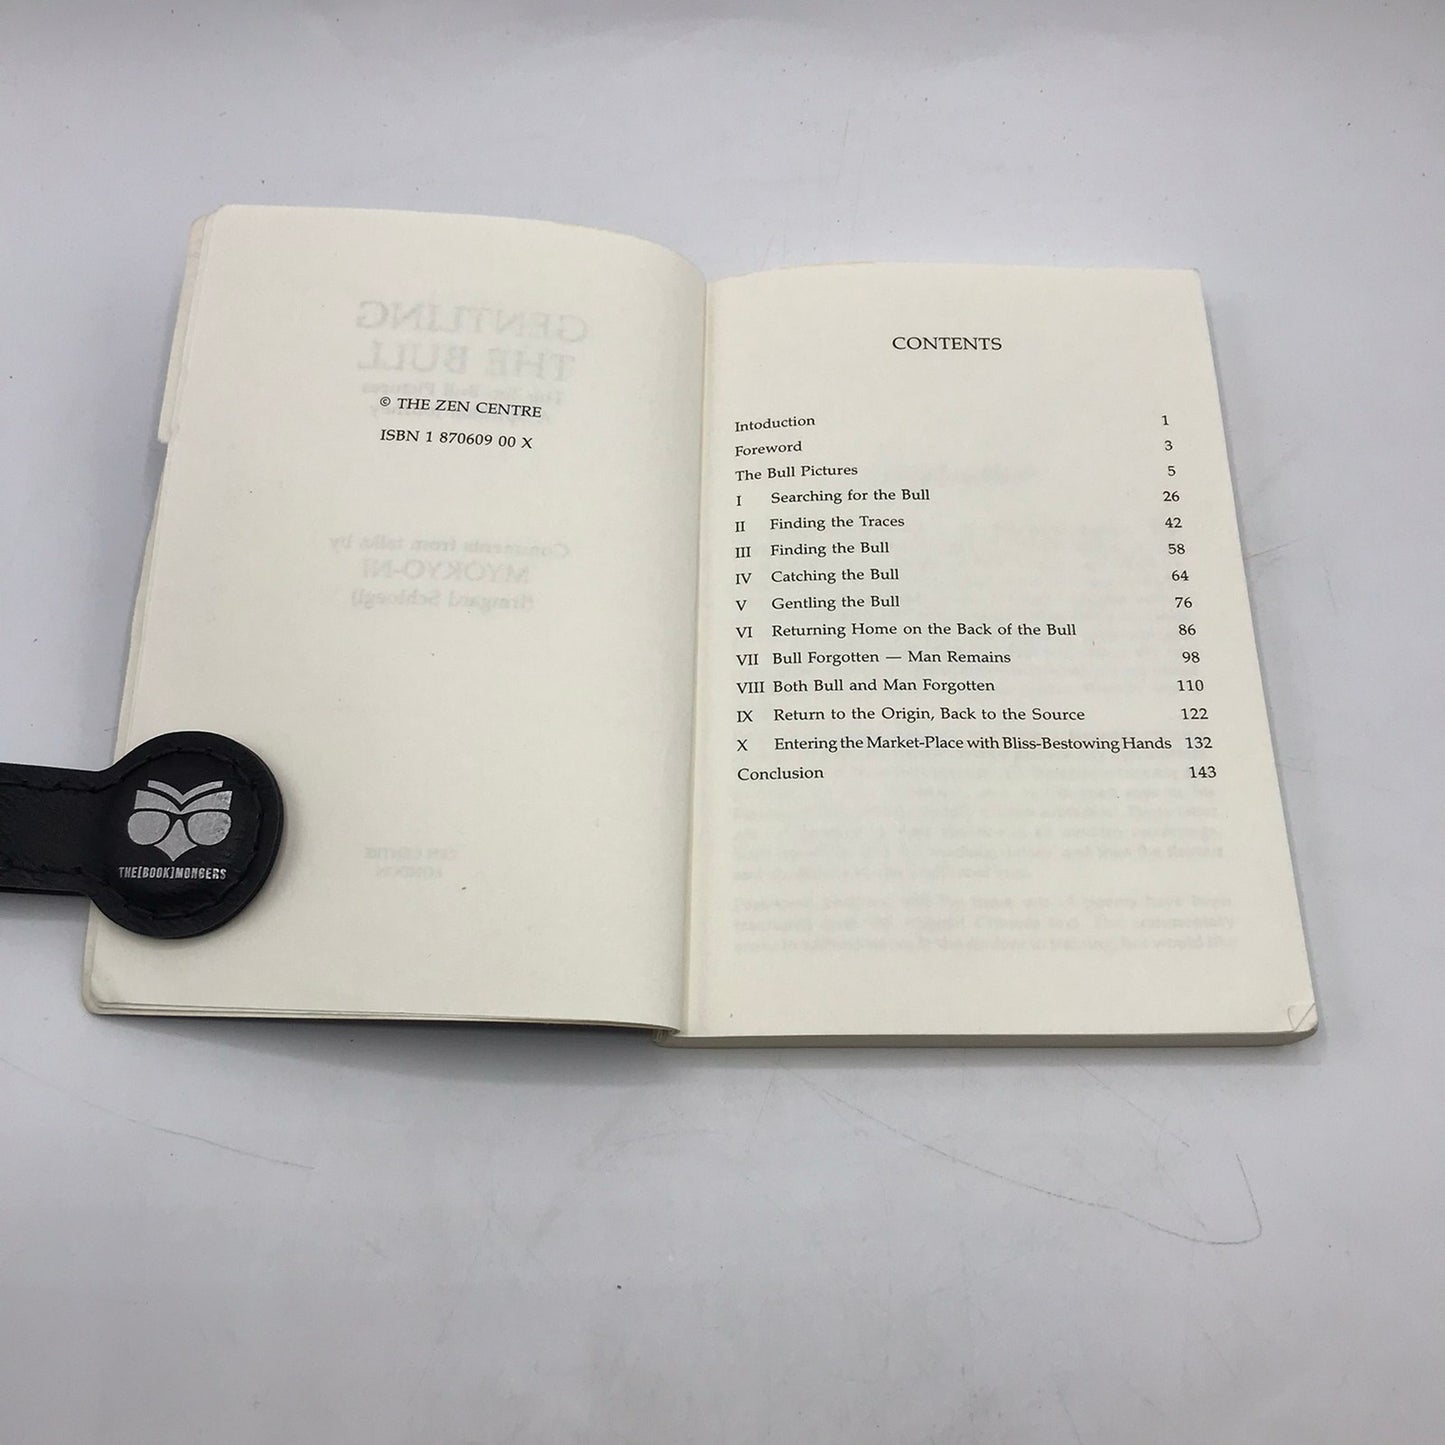 © THE ZEN CENTRE
ISBN 1 870609 00 X
THE[BOOK]MONGERS
CONTENTS
Intoduction 1
Foreword 3
The Bull Pictures 5
I Searching for the Bull 26
II Finding the Traces 42
III Finding the Bull 58
IV Catching the Bull 64
V Gentling the Bull 76
VI Returning Home on the Back of the Bull 86
VII Bull Forgotten — Man Remains 98
VIII Both Bull and Man Forgotten 110
IX Return to the Origin, Back to the Source 122
X Entering the Market-Place with Bliss-Bestowing Hands 132
Conclusion 143